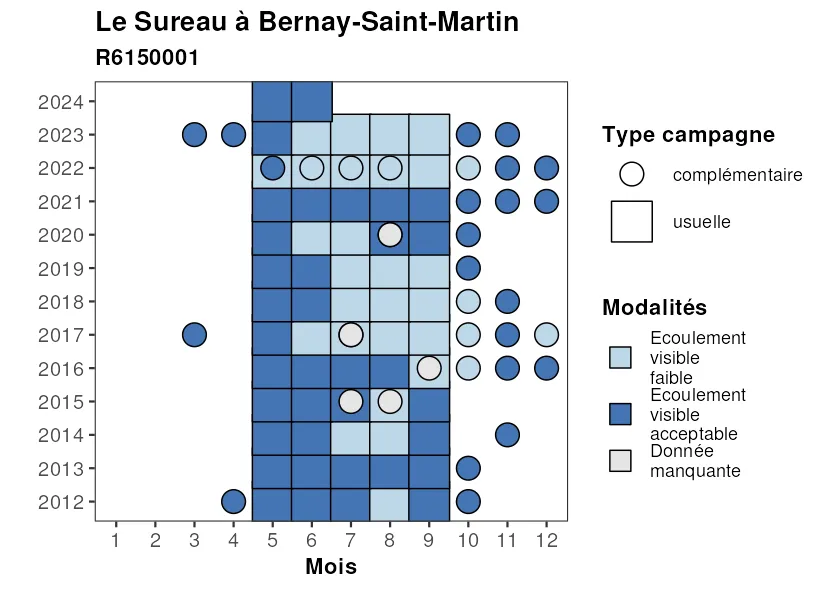 Le Sureau à Bernay-Saint-Martin
R6150001
2024
2023
2022
2021
2020
2019
2018
2017
2016
2015
2014
2013
2012
1 2 3 4 5 6 7 8 9 10 11 12
Mois
Type campagne
complémentaire
usuelle
Modalités
Ecoulement
visible
faible
Ecoulement
visible
acceptable
Donnée
manquante